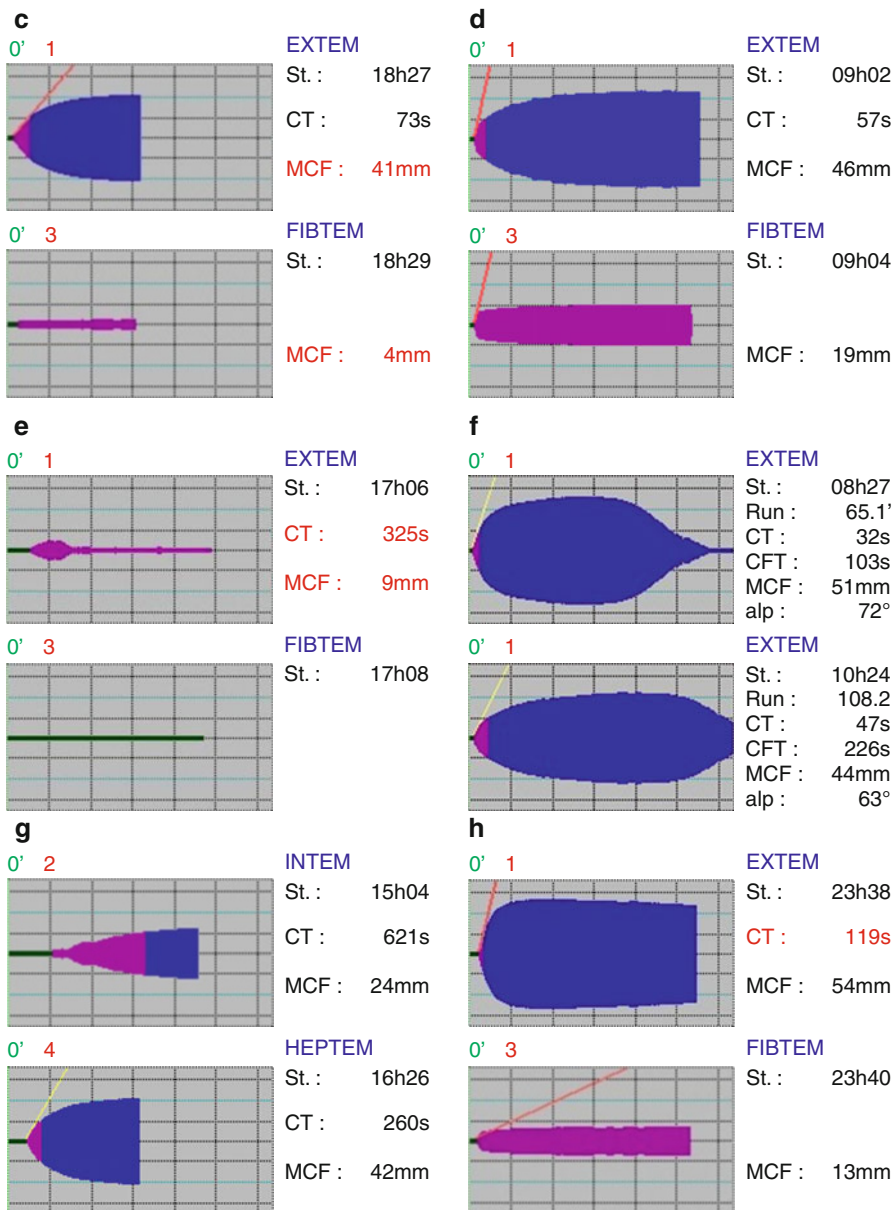 c
0' 1
EXTEM
St. : 18h27
CT : 73s
MCF : 41mm
0' 3
FIBTEM
St. : 18h29
MCF : 4mm
d
0' 1
EXTEM
St. : 09h02
CT : 57s
MCF : 46mm
0' 3
FIBTEM
St. : 09h04
MCF : 19mm
e
0' 1
EXTEM
St. : 17h06
CT : 325s
MCF : 9mm
0' 3
FIBTEM
St. : 17h08
f
0' 1
EXTEM
St. : 08h27
Run : 65.1'
CT : 32s
CFT : 103s
MCF : 51mm
alp : 72°
0' 1
EXTEM
St. : 10h24
Run : 108.2
CT : 47s
CFT : 226s
MCF : 44mm
alp : 63°
g
0' 2
INTEM
St. : 15h04
CT : 621s
MCF : 24mm
0' 4
HEPTEM
St. : 16h26
CT : 260s
MCF : 42mm
h
0' 1
EXTEM
St. : 23h38
CT : 119s
MCF : 54mm
0' 3
FIBTEM
St. : 23h40
MCF : 13mm